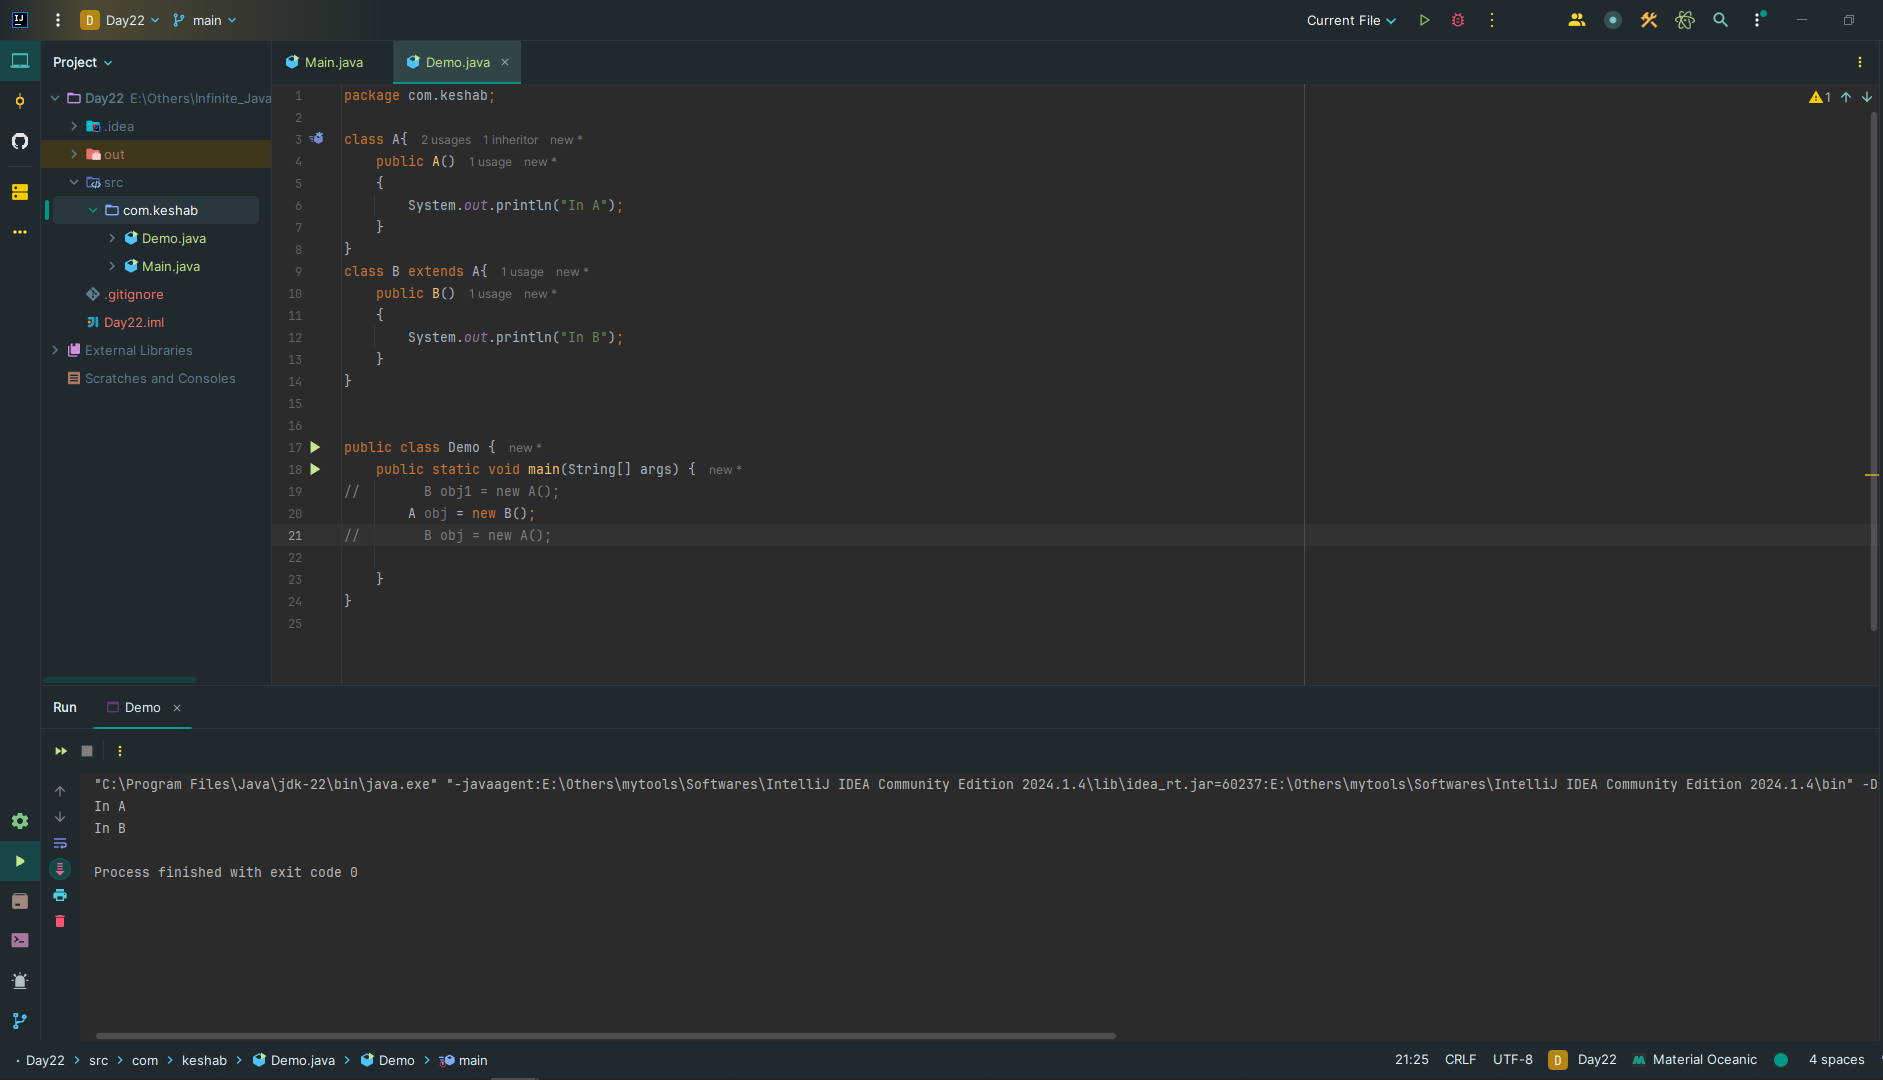 D Day22 main Current File
Project Main.java Demo.java
Day22 E:\Others\Infinite_Java
.idea
out
src
com.keshab
Demo.java
Main.java
.gitignore
Day22.iml
External Libraries
Scratches and Consoles
1 package com.keshab;
2
3 class A{ 2 usages 1 inheritor new *
4 public A() 1 usage new *
5 {
6 System.out.println("In A");
7 }
8 }
9 class B extends A{ 1 usage new *
10 public B() 1 usage new *
11 {
12 System.out.println("In B");
13 }
14 }
15
16
17 public class Demo { new *
18 public static void main(String[] args) { new *
19 // B obj1 = new A();
20 A obj = new B();
21 // B obj = new A();
22
23 }
24 }
25
1
Run Demo
"C:\Program Files\Java\jdk-22\bin\java.exe" "-javaagent:E:\Others\mytools\Softwares\IntelliJ IDEA Community Edition 2024.1.4\lib\idea_rt.jar=60237:E:\Others\mytools\Softwares\IntelliJ IDEA Community Edition 2024.1.4\bin" -D
In A
In B
Process finished with exit code 0
Day22 > src > com > keshab > Demo.java > Demo > main 21:25 CRLF UTF-8 D Day22 Material Oceanic 4 spaces